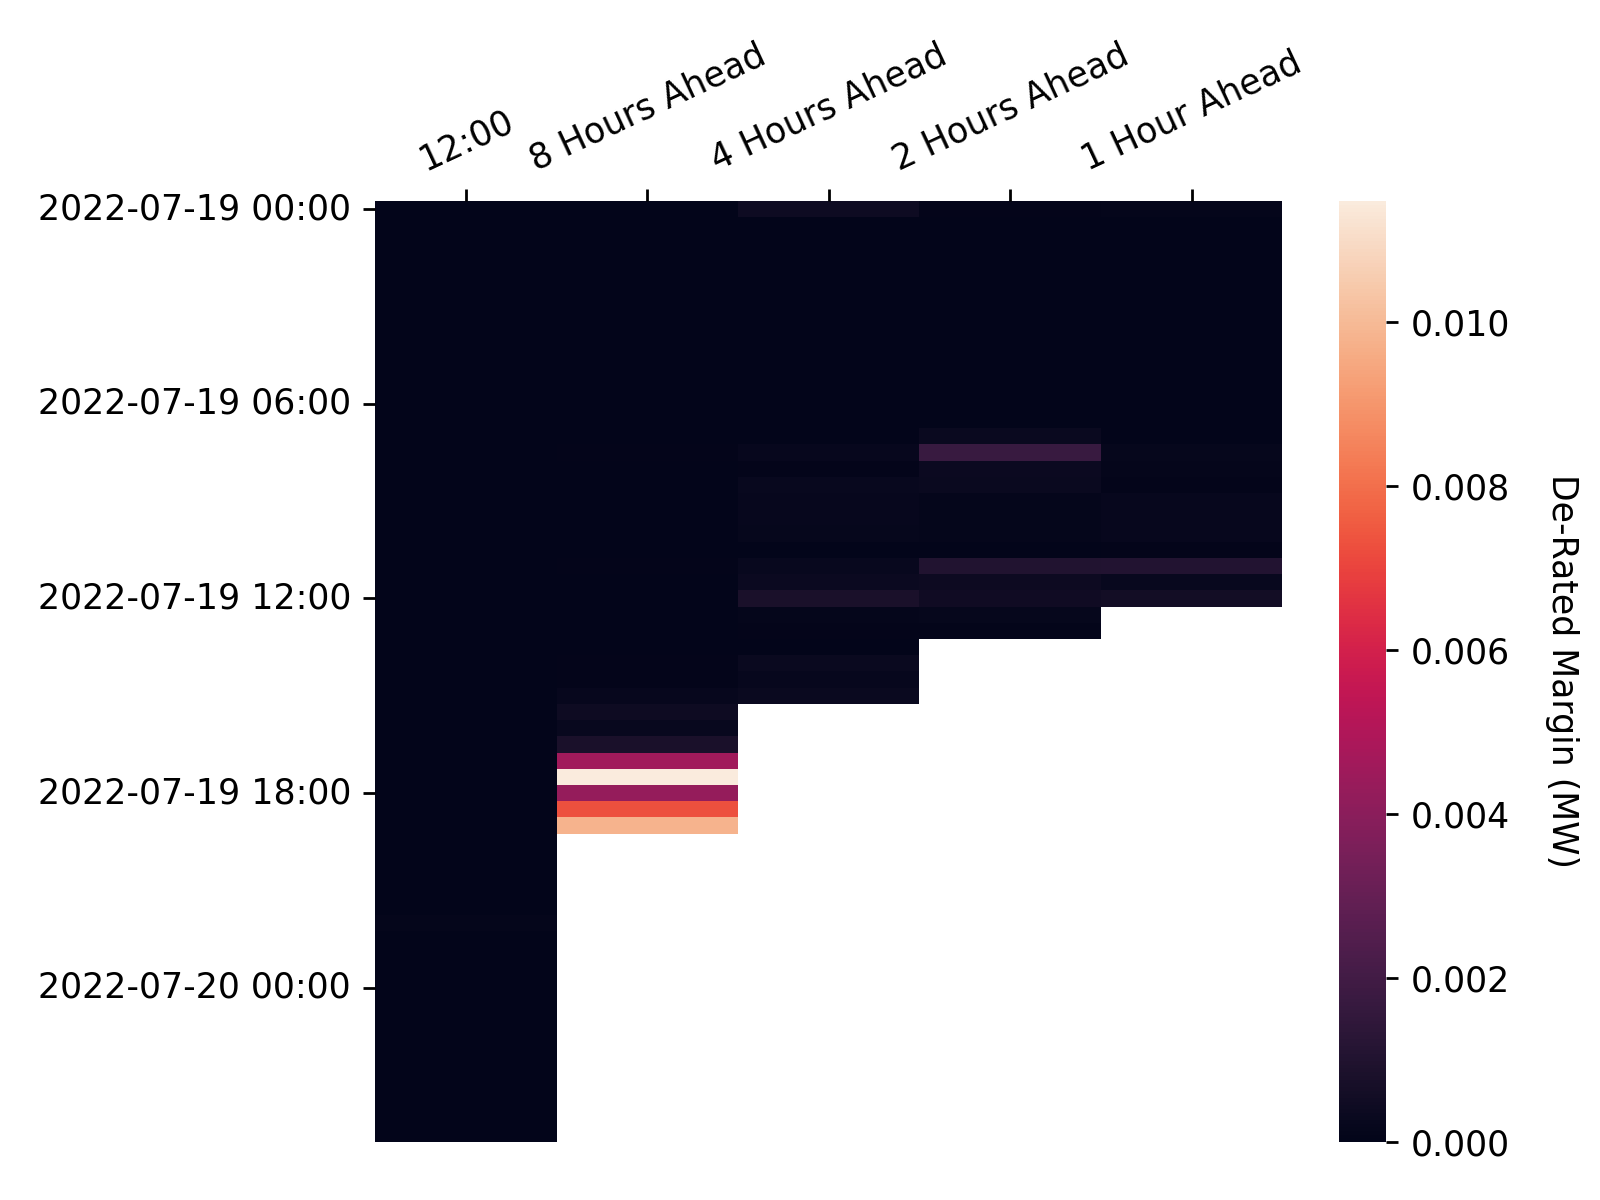 12:00
8 Hours Ahead
4 Hours Ahead
2 Hours Ahead
1 Hour Ahead
2022-07-19 00:00
2022-07-19 06:00
2022-07-19 12:00
2022-07-19 18:00
2022-07-20 00:00
0.010
0.008
0.006
0.004
0.002
0.000
De-Rated Margin (MW)